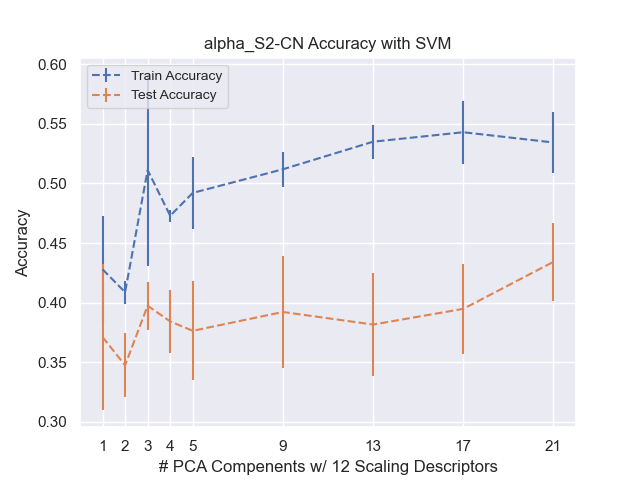 alpha_S2-CN Accuracy with SVM
Train Accuracy
Test Accuracy
0.60
0.55
0.50
0.45
0.40
0.35
0.30
Accuracy
1 2 3 4 5 9 13 17 21
# PCA Compenents w/ 12 Scaling Descriptors